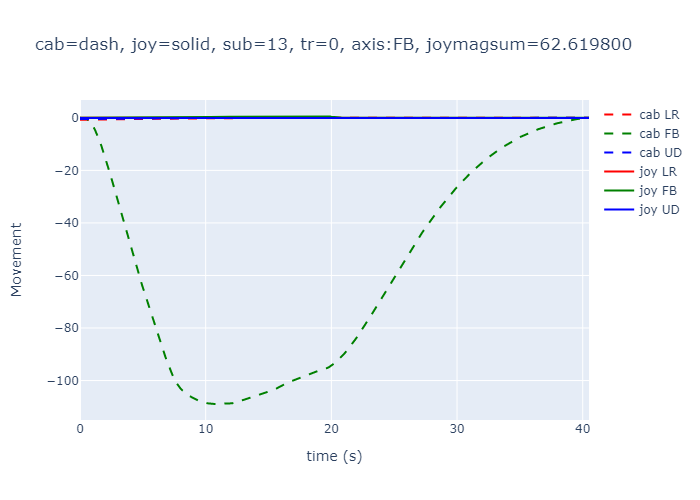 cab=dash, joy=solid, sub=13, tr=0, axis:FB, joymagsum=62.619800
Movement
0
−20
−40
−60
−80
−100
0
10
20
30
40
time (s)
cab LR
cab FB
cab UD
joy LR
joy FB
joy UD